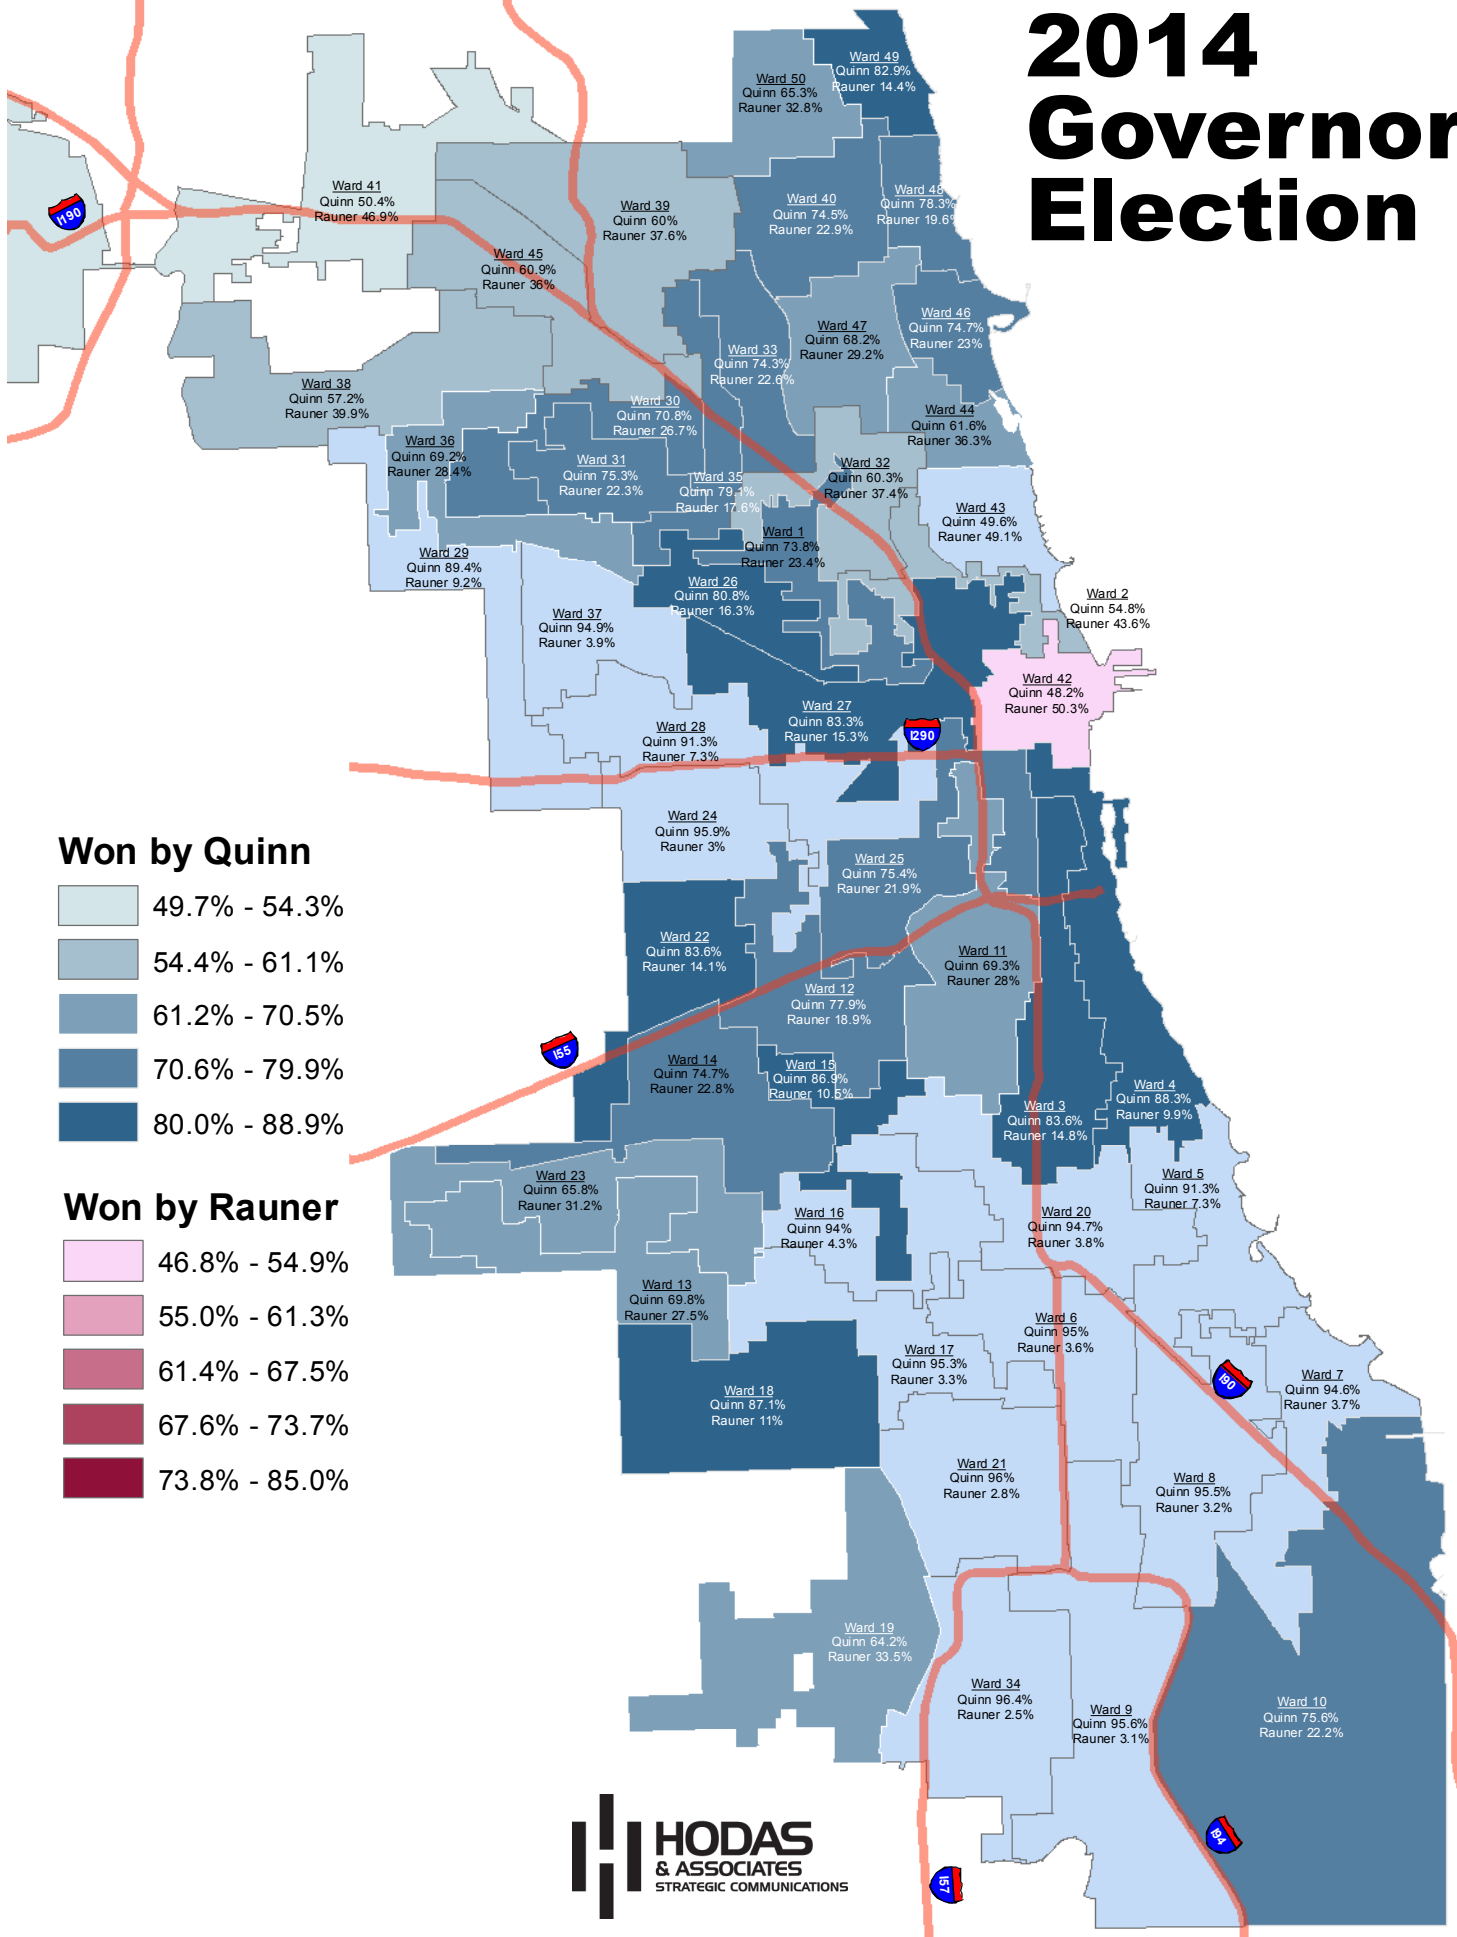 2014
Governor
Election
Ward 49
Quinn 82.9%
Rauner 14.4%
Ward 50
Quinn 65.3%
Rauner 32.8%
Ward 41
Quinn 50.4%
Rauner 46.9%
I190
Ward 39
Quinn 60%
Rauner 37.6%
Ward 40
Quinn 74.5%
Rauner 22.9%
Ward 48
Quinn 78.3%
Rauner 19.6%
Ward 45
Quinn 60.9%
Rauner 36%
Ward 47
Quinn 68.2%
Rauner 29.2%
Ward 46
Quinn 74.7%
Rauner 23%
Ward 33
Quinn 74.3%
Rauner 22.6%
Ward 38
Quinn 57.2%
Rauner 39.9%
Ward 30
Quinn 70.8%
Rauner 26.7%
Ward 44
Quinn 61.6%
Rauner 36.3%
Ward 36
Quinn 69.2%
Rauner 28.4%
Ward 31
Quinn 75.3%
Rauner 22.3%
Ward 35
Quinn 79.1%
Rauner 17.6%
Ward 32
Quinn 60.3%
Rauner 37.4%
Ward 43
Quinn 49.6%
Rauner 49.1%
Ward 1
Quinn 73.8%
Rauner 23.4%
Ward 29
Quinn 89.4%
Rauner 9.2%
Ward 26
Quinn 80.8%
Rauner 16.3%
Ward 2
Quinn 54.8%
Rauner 43.6%
Ward 37
Quinn 94.9%
Rauner 3.9%
Ward 42
Quinn 48.2%
Rauner 50.3%
Ward 27
Quinn 83.3%
Rauner 15.3%
I290
Ward 28
Quinn 91.3%
Rauner 7.3%
Ward 24
Quinn 95.9%
Rauner 3%
Ward 25
Quinn 75.4%
Rauner 21.9%
Won by Quinn
49.7% - 54.3%
54.4% - 61.1%
61.2% - 70.5%
70.6% - 79.9%
80.0% - 88.9%
Ward 22
Quinn 83.6%
Rauner 14.1%
Ward 11
Quinn 69.3%
Rauner 28%
Ward 12
Quinn 77.9%
Rauner 18.9%
I55
Ward 14
Quinn 74.7%
Rauner 22.8%
Ward 15
Quinn 86.9%
Rauner 10.5%
Ward 3
Quinn 83.6%
Rauner 14.8%
Ward 4
Quinn 88.3%
Rauner 9.9%
Ward 23
Quinn 65.8%
Rauner 31.2%
Ward 5
Quinn 91.3%
Rauner 7.3%
Ward 16
Quinn 94%
Rauner 4.3%
Ward 20
Quinn 94.7%
Rauner 3.8%
Won by Rauner
46.8% - 54.9%
55.0% - 61.3%
61.4% - 67.5%
67.6% - 73.7%
73.8% - 85.0%
Ward 13
Quinn 69.8%
Rauner 27.5%
Ward 6
Quinn 95%
Rauner 3.6%
Ward 17
Quinn 95.3%
Rauner 3.3%
I90
Ward 7
Quinn 94.6%
Rauner 3.7%
Ward 18
Quinn 87.1%
Rauner 11%
Ward 21
Quinn 96%
Rauner 2.8%
Ward 8
Quinn 95.5%
Rauner 3.2%
Ward 19
Quinn 64.2%
Rauner 33.5%
Ward 34
Quinn 96.4%
Rauner 2.5%
Ward 9
Quinn 95.6%
Rauner 3.1%
Ward 10
Quinn 75.6%
Rauner 22.2%
I94
I57
HODAS
& ASSOCIATES
STRATEGIC COMMUNICATIONS